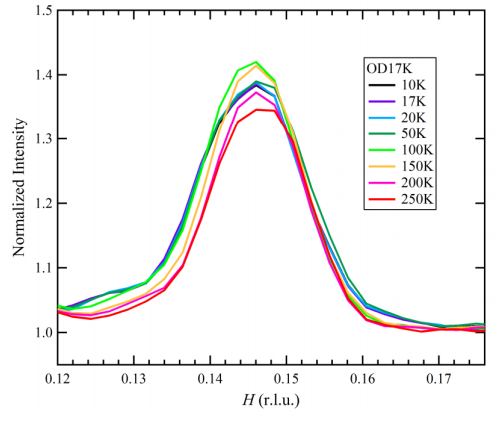 1.5
1.4
1.3
1.2
1.1
1.0
Normalized Intensity
OD17K
10K
17K
20K
50K
100K
150K
200K
250K
0.12 0.13 0.14 0.15 0.16 0.17
H (r.l.u.)